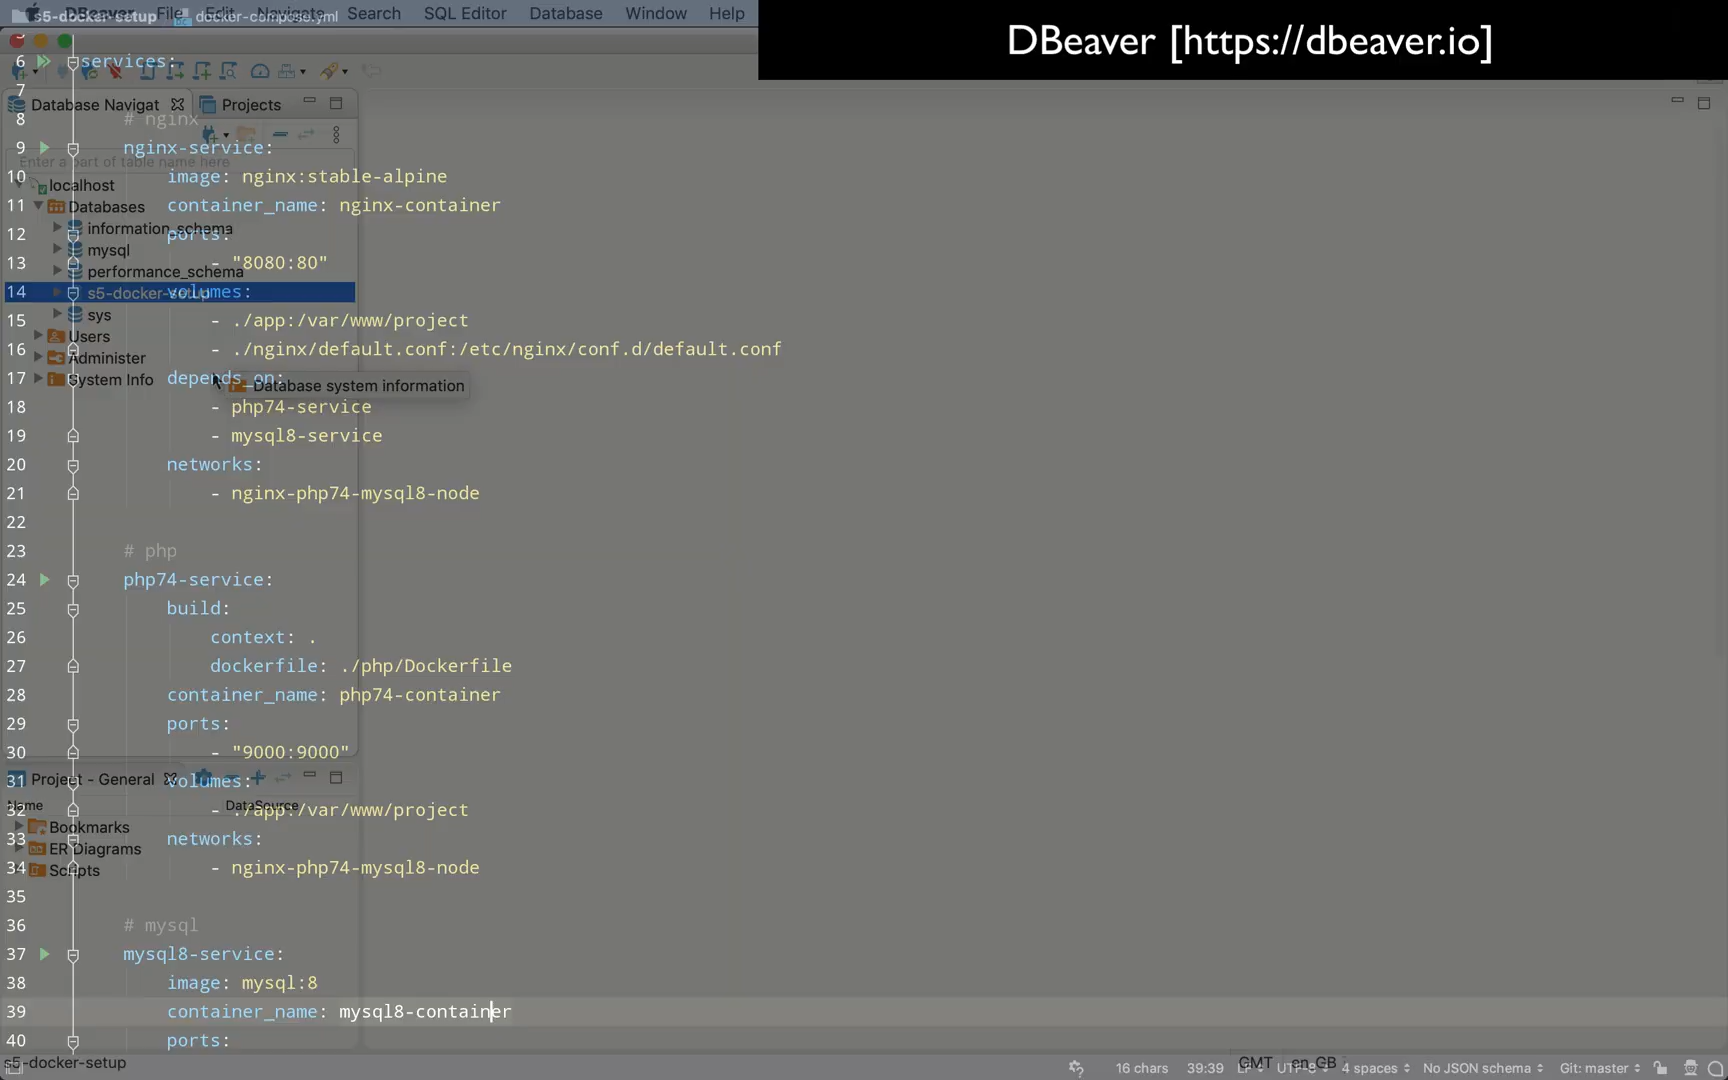 DBeaver File Edit Navigate Search SQL Editor Database Window Help
s5-docker-setup docker-compose.yml
DBeaver [https://dbeaver.io]
5
6 services:
7
Database Navigat Projects
8 # nginx
9 nginx-service:
Enter a part of table name here
10 image: nginx:stable-alpine
localhost
11 container_name: nginx-container
Databases
information_schema
12 ports:
mysql
13 - "8080:80"
performance_schema
14 volumes:
s5-docker-setup
15 - ./app:/var/www/project
sys
Users
16 - ./nginx/default.conf:/etc/nginx/conf.d/default.conf
Administer
17 depends_on:
System Info
Database system information
18 - php74-service
19 - mysql8-service
20 networks:
21 - nginx-php74-mysql8-node
22
23 # php
24 php74-service:
25 build:
26 context: .
27 dockerfile: ./php/Dockerfile
28 container_name: php74-container
29 ports:
30 - "9000:9000"
31 volumes:
Project - General
Name DataSource
32 - ./app:/var/www/project
Bookmarks
33 networks:
ER Diagrams
34 - nginx-php74-mysql8-node
Scripts
35
36 # mysql
37 mysql8-service:
38 image: mysql:8
39 container_name: mysql8-container
40 ports:
s5-docker-setup
16 chars 39:39 LF UTF-8 4 spaces No JSON schema Git: master
GMT en_GB